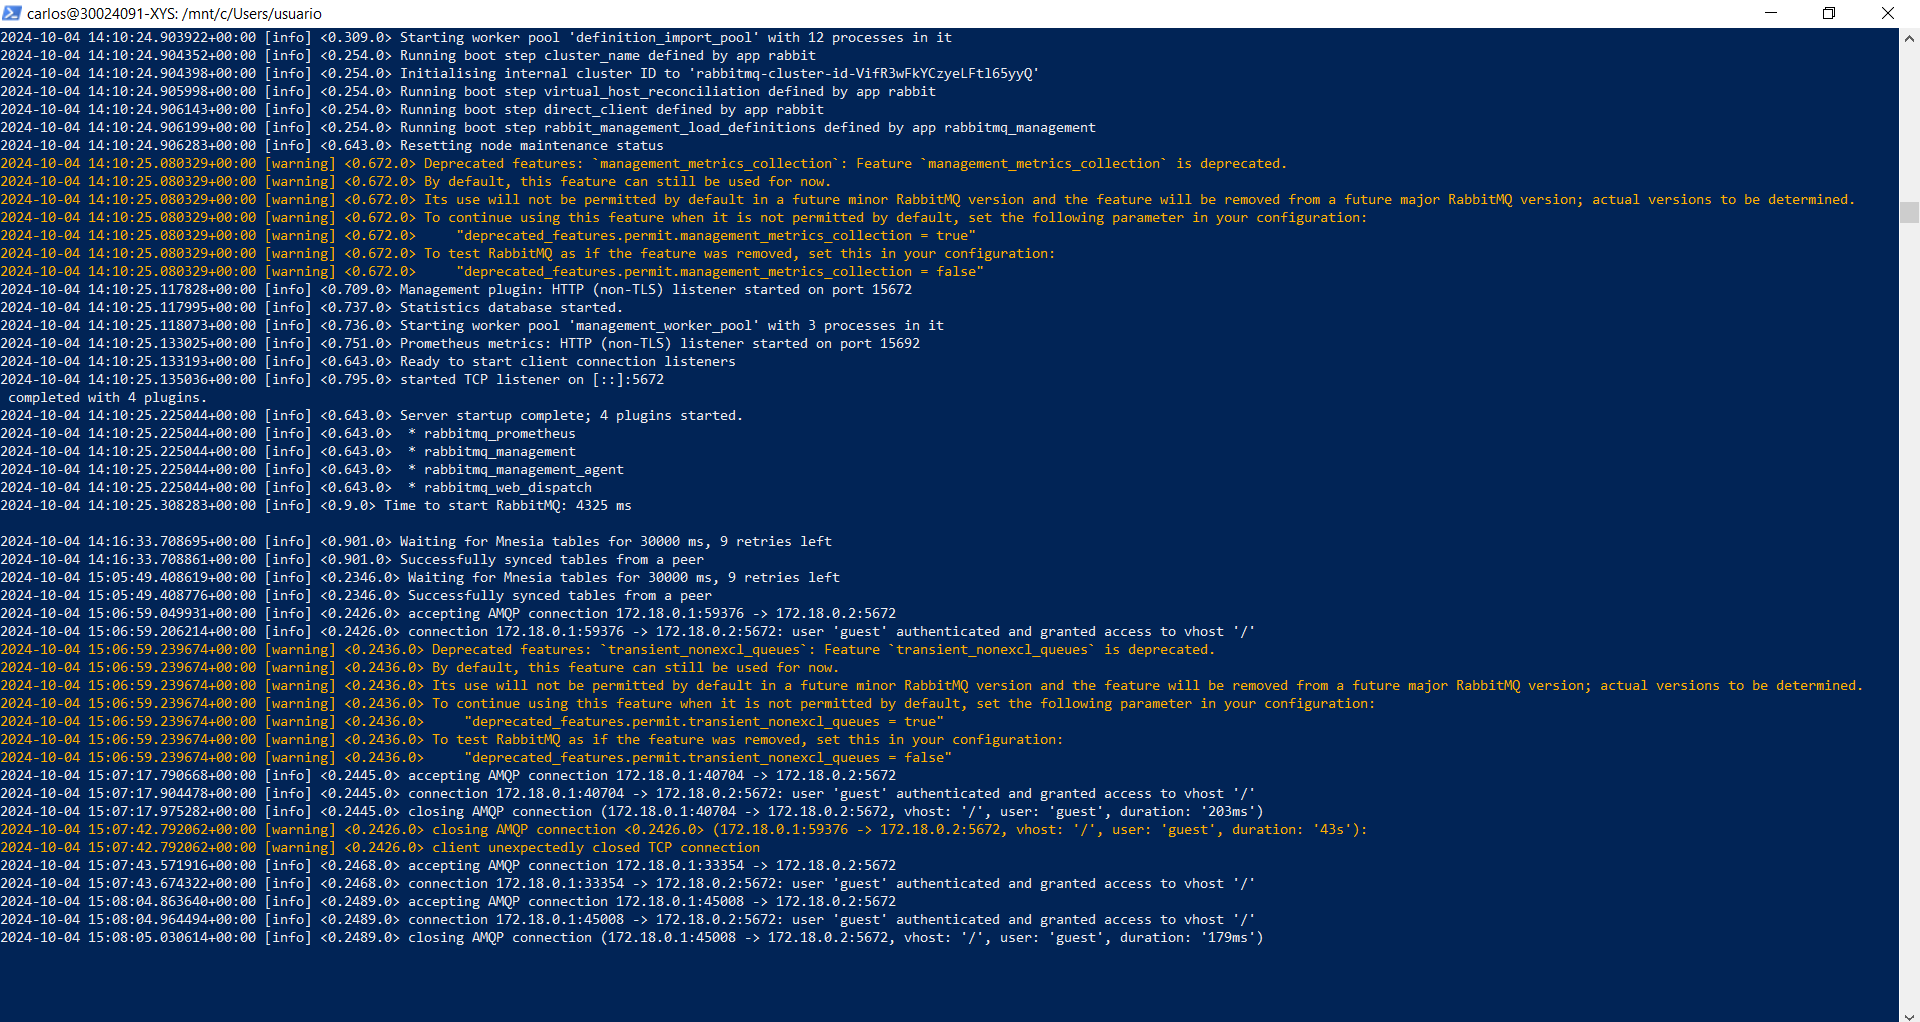 carlos@30024091-XYS: /mnt/c/Users/usuario
2024-10-04 14:10:24.903922+00:00 [info] <0.309.0> Starting worker pool 'definition_import_pool' with 12 processes in it
2024-10-04 14:10:24.904352+00:00 [info] <0.254.0> Running boot step cluster_name defined by app rabbit
2024-10-04 14:10:24.904398+00:00 [info] <0.254.0> Initialising internal cluster ID to 'rabbitmq-cluster-id-VifR3wFkYCzyeLFtl65yyQ'
2024-10-04 14:10:24.905998+00:00 [info] <0.254.0> Running boot step virtual_host_reconciliation defined by app rabbit
2024-10-04 14:10:24.906143+00:00 [info] <0.254.0> Running boot step direct_client defined by app rabbit
2024-10-04 14:10:24.906199+00:00 [info] <0.254.0> Running boot step rabbit_management_load_definitions defined by app rabbitmq_management
2024-10-04 14:10:24.906283+00:00 [info] <0.643.0> Resetting node maintenance status
2024-10-04 14:10:25.080329+00:00 [warning] <0.672.0> Deprecated features: `management_metrics_collection`: Feature `management_metrics_collection` is deprecated.
2024-10-04 14:10:25.080329+00:00 [warning] <0.672.0> By default, this feature can still be used for now.
2024-10-04 14:10:25.080329+00:00 [warning] <0.672.0> Its use will not be permitted by default in a future minor RabbitMQ version and the feature will be removed from a future major RabbitMQ version; actual versions to be determined.
2024-10-04 14:10:25.080329+00:00 [warning] <0.672.0> To continue using this feature when it is not permitted by default, set the following parameter in your configuration:
2024-10-04 14:10:25.080329+00:00 [warning] <0.672.0>     "deprecated_features.permit.management_metrics_collection = true"
2024-10-04 14:10:25.080329+00:00 [warning] <0.672.0> To test RabbitMQ as if the feature was removed, set this in your configuration:
2024-10-04 14:10:25.080329+00:00 [warning] <0.672.0>     "deprecated_features.permit.management_metrics_collection = false"
2024-10-04 14:10:25.117828+00:00 [info] <0.709.0> Management plugin: HTTP (non-TLS) listener started on port 15672
2024-10-04 14:10:25.117995+00:00 [info] <0.737.0> Statistics database started.
2024-10-04 14:10:25.118073+00:00 [info] <0.736.0> Starting worker pool 'management_worker_pool' with 3 processes in it
2024-10-04 14:10:25.133025+00:00 [info] <0.751.0> Prometheus metrics: HTTP (non-TLS) listener started on port 15692
2024-10-04 14:10:25.133193+00:00 [info] <0.643.0> Ready to start client connection listeners
2024-10-04 14:10:25.135036+00:00 [info] <0.795.0> started TCP listener on [::]:5672
 completed with 4 plugins.
2024-10-04 14:10:25.225044+00:00 [info] <0.643.0> Server startup complete; 4 plugins started.
2024-10-04 14:10:25.225044+00:00 [info] <0.643.0>  * rabbitmq_prometheus
2024-10-04 14:10:25.225044+00:00 [info] <0.643.0>  * rabbitmq_management
2024-10-04 14:10:25.225044+00:00 [info] <0.643.0>  * rabbitmq_management_agent
2024-10-04 14:10:25.225044+00:00 [info] <0.643.0>  * rabbitmq_web_dispatch
2024-10-04 14:10:25.308283+00:00 [info] <0.9.0> Time to start RabbitMQ: 4325 ms
2024-10-04 14:16:33.708695+00:00 [info] <0.901.0> Waiting for Mnesia tables for 30000 ms, 9 retries left
2024-10-04 14:16:33.708861+00:00 [info] <0.901.0> Successfully synced tables from a peer
2024-10-04 15:05:49.408619+00:00 [info] <0.2346.0> Waiting for Mnesia tables for 30000 ms, 9 retries left
2024-10-04 15:05:49.408776+00:00 [info] <0.2346.0> Successfully synced tables from a peer
2024-10-04 15:06:59.049931+00:00 [info] <0.2426.0> accepting AMQP connection 172.18.0.1:59376 -> 172.18.0.2:5672
2024-10-04 15:06:59.206214+00:00 [info] <0.2426.0> connection 172.18.0.1:59376 -> 172.18.0.2:5672: user 'guest' authenticated and granted access to vhost '/'
2024-10-04 15:06:59.239674+00:00 [warning] <0.2436.0> Deprecated features: `transient_nonexcl_queues`: Feature `transient_nonexcl_queues` is deprecated.
2024-10-04 15:06:59.239674+00:00 [warning] <0.2436.0> By default, this feature can still be used for now.
2024-10-04 15:06:59.239674+00:00 [warning] <0.2436.0> Its use will not be permitted by default in a future minor RabbitMQ version and the feature will be removed from a future major RabbitMQ version; actual versions to be determined.
2024-10-04 15:06:59.239674+00:00 [warning] <0.2436.0> To continue using this feature when it is not permitted by default, set the following parameter in your configuration:
2024-10-04 15:06:59.239674+00:00 [warning] <0.2436.0>     "deprecated_features.permit.transient_nonexcl_queues = true"
2024-10-04 15:06:59.239674+00:00 [warning] <0.2436.0> To test RabbitMQ as if the feature was removed, set this in your configuration:
2024-10-04 15:06:59.239674+00:00 [warning] <0.2436.0>     "deprecated_features.permit.transient_nonexcl_queues = false"
2024-10-04 15:07:17.790668+00:00 [info] <0.2445.0> accepting AMQP connection 172.18.0.1:40704 -> 172.18.0.2:5672
2024-10-04 15:07:17.904478+00:00 [info] <0.2445.0> connection 172.18.0.1:40704 -> 172.18.0.2:5672: user 'guest' authenticated and granted access to vhost '/'
2024-10-04 15:07:17.975282+00:00 [info] <0.2445.0> closing AMQP connection (172.18.0.1:40704 -> 172.18.0.2:5672, vhost: '/', user: 'guest', duration: '203ms')
2024-10-04 15:07:42.792062+00:00 [warning] <0.2426.0> closing AMQP connection <0.2426.0> (172.18.0.1:59376 -> 172.18.0.2:5672, vhost: '/', user: 'guest', duration: '43s'):
2024-10-04 15:07:42.792062+00:00 [warning] <0.2426.0> client unexpectedly closed TCP connection
2024-10-04 15:07:43.571916+00:00 [info] <0.2468.0> accepting AMQP connection 172.18.0.1:33354 -> 172.18.0.2:5672
2024-10-04 15:07:43.674322+00:00 [info] <0.2468.0> connection 172.18.0.1:33354 -> 172.18.0.2:5672: user 'guest' authenticated and granted access to vhost '/'
2024-10-04 15:08:04.863640+00:00 [info] <0.2489.0> accepting AMQP connection 172.18.0.1:45008 -> 172.18.0.2:5672
2024-10-04 15:08:04.964494+00:00 [info] <0.2489.0> connection 172.18.0.1:45008 -> 172.18.0.2:5672: user 'guest' authenticated and granted access to vhost '/'
2024-10-04 15:08:05.030614+00:00 [info] <0.2489.0> closing AMQP connection (172.18.0.1:45008 -> 172.18.0.2:5672, vhost: '/', user: 'guest', duration: '179ms')